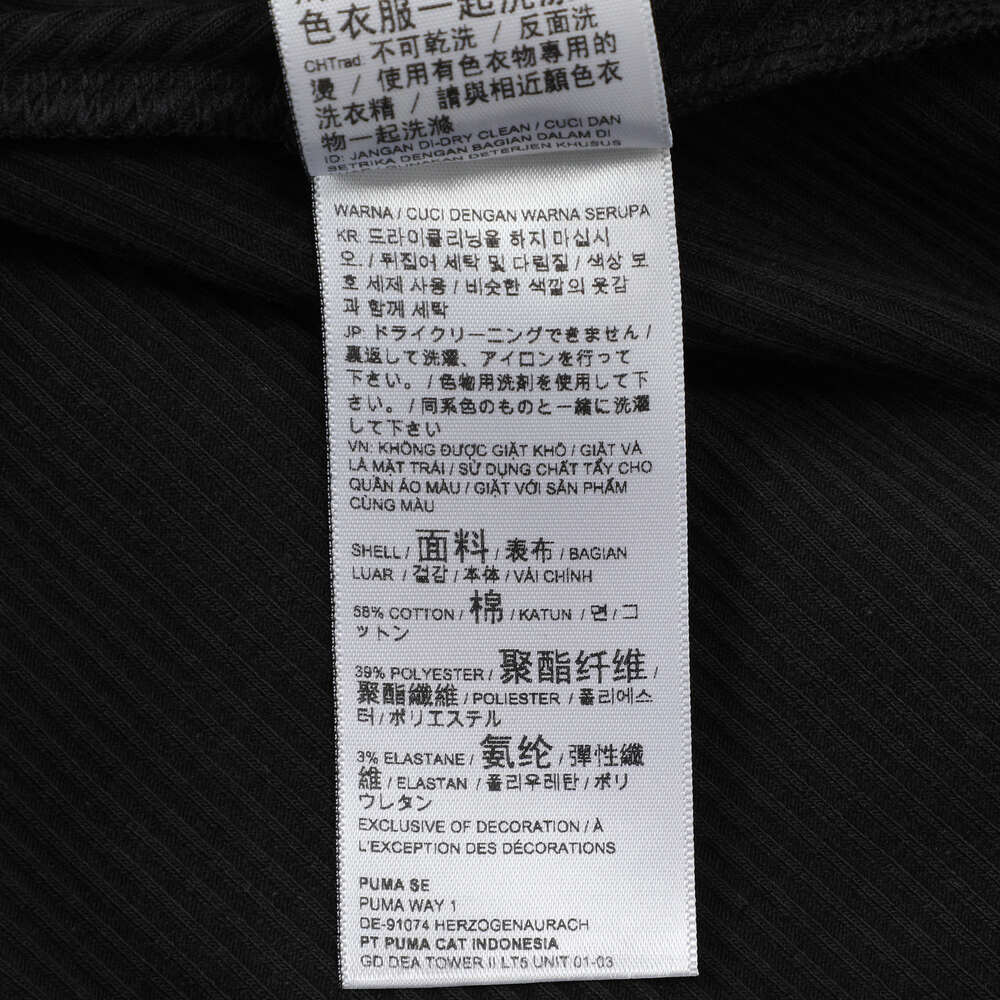 色衣服一起洗涤
CHTrad: 不可乾洗 / 反面洗
燙 / 使用有色衣物專用的
洗衣精 / 請與相近顏色衣
物一起洗滌
ID: JANGAN DI-DRY CLEAN / CUCI DAN
SETRIKA DENGAN BAGIAN DALAM DI
DETERJEN KHUSUS
WARNA / CUCI DENGAN WARNA SERUPA
KR: 드라이클리닝을 하지 마십시
오. / 뒤집어 세탁 및 다림질 / 색상 보
호 세제 사용 / 비슷한 색깔의 옷감
과 함께 세탁
JP: ドライクリーニングできません /
裏返して洗濯、アイロンを行って
下さい。 / 色物用洗剤を使用して下
さい。 / 同系色のものと一緒に洗濯
して下さい
VN: KHÔNG ĐƯỢC GIẶT KHÔ / GIẶT VÀ
LÀ MẶT TRÁI / SỬ DỤNG CHẤT TẨY CHO
QUẦN ÁO MÀU / GIẶT VỚI SẢN PHẨM
CÙNG MÀU
SHELL / 面料 / 表布 / BAGIAN
LUAR / 겉감 / 本体 / VẢI CHÍNH
58% COTTON / 棉 / KATUN / 면 / コ
ットン
39% POLYESTER / 聚酯纤维 /
聚酯纖維 / POLIESTER / 폴리에스
터 / ポリエステル
3% ELASTANE / 氨纶 / 彈性纖
維 / ELASTAN / 폴리우레탄 / ポリ
ウレタン
EXCLUSIVE OF DECORATION / À
L'EXCEPTION DES DÉCORATIONS
PUMA SE
PUMA WAY 1
DE-91074 HERZOGENAURACH
PT PUMA CAT INDONESIA
GD DEA TOWER II LT5 UNIT 01-03